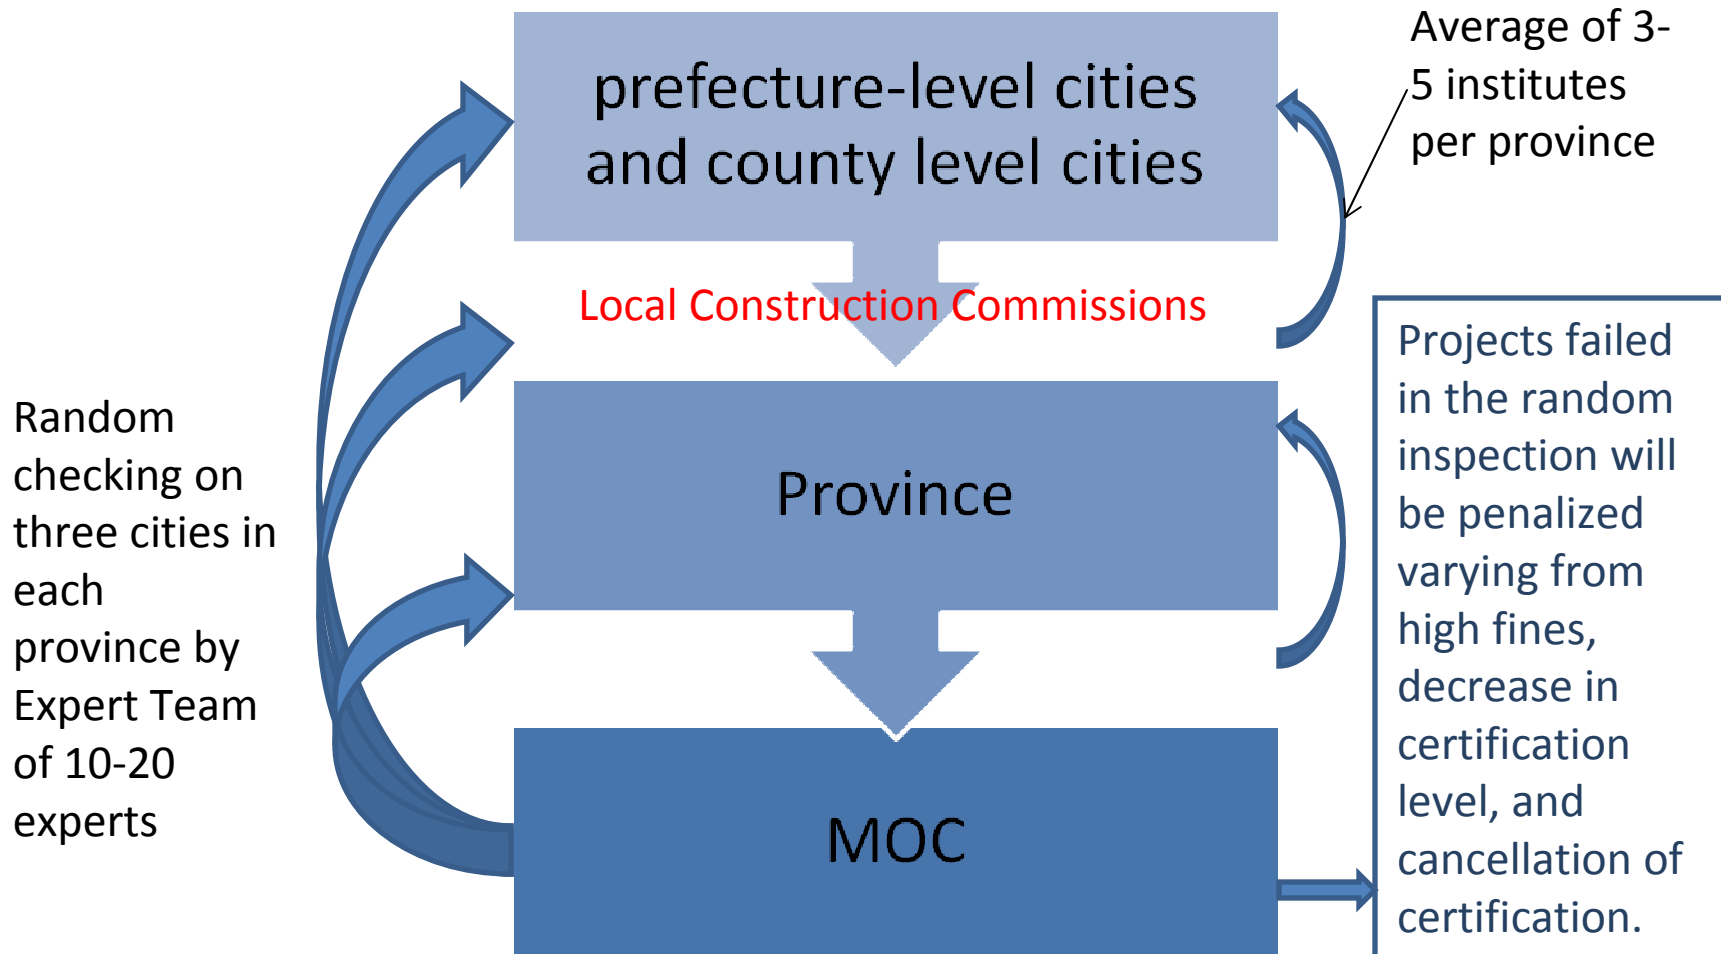 Average of 3-
5 institutes
per province
prefecture-level cities
and county level cities
Local Construction Commissions
Random
checking on
three cities in
each
province by
Expert Team
of 10-20
experts
Province
MOC
Projects failed
in the random
inspection will
be penalized
varying from
high fines,
decrease in
certification
level, and
cancellation of
certification.